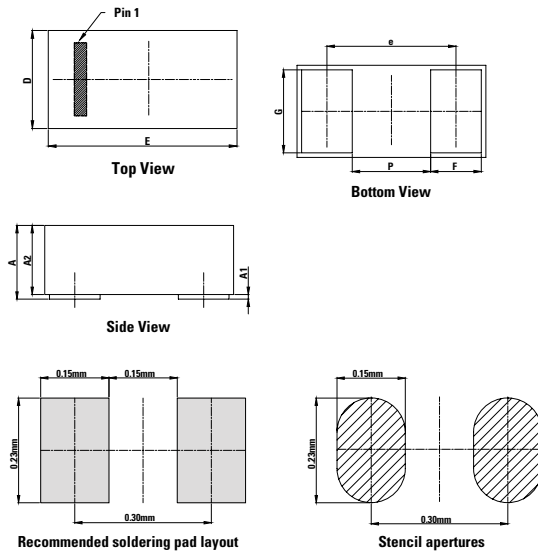 Pin 1
D
E
Top View
e
G
P
F
Bottom View
A
A2
A1
Side View
0.15mm
0.15mm
0.23mm
0.30mm
Recommended soldering pad layout
0.15mm
0.23mm
0.30mm
Stencil apertures